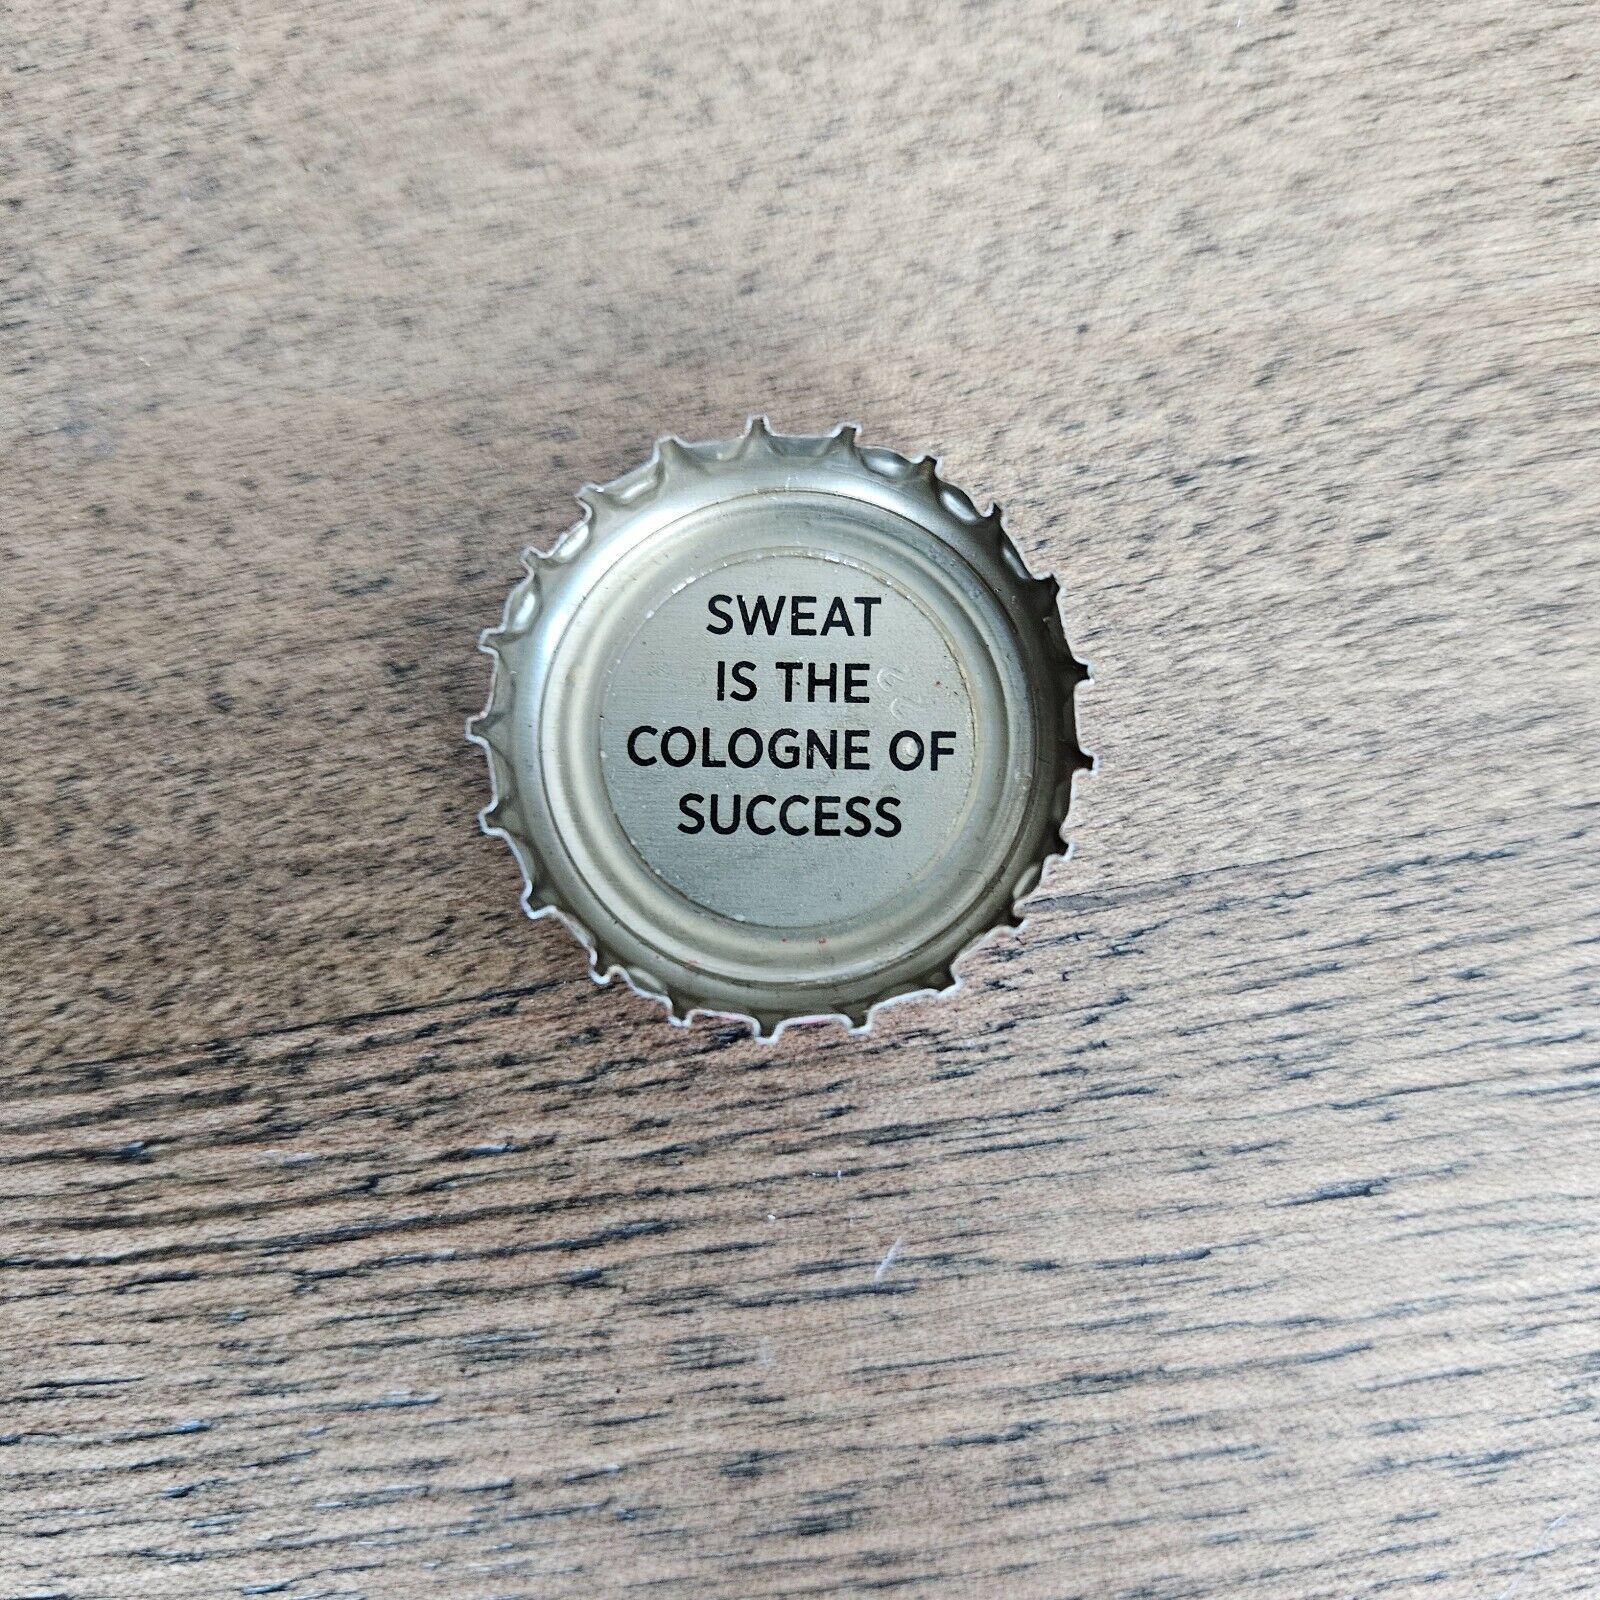 SWEAT
IS THE
COLOGNE OF
SUCCESS